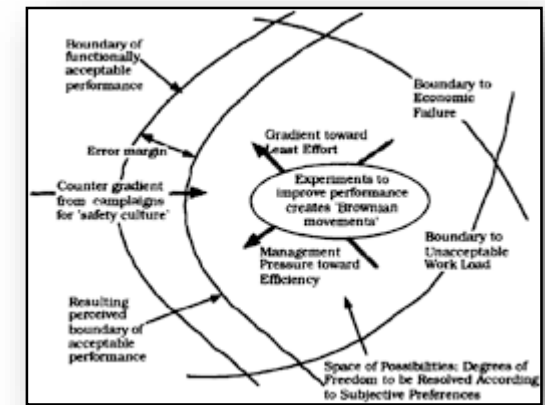 Boundary of
functionally
acceptable
performance
Boundary to
Economic
Failure
Gradient toward
Least Effort
Error margin
Experiments to
improve performance
creates 'Brownian
movements'
Counter gradient
from campaigns
for 'safety culture'
Boundary to
Unacceptable
Work Load
Management
Pressure toward
Efficiency
Resulting
perceived
boundary of
acceptable
performance
Space of Possibilities: Degrees of
Freedom to be Resolved According
to Subjective Preferences